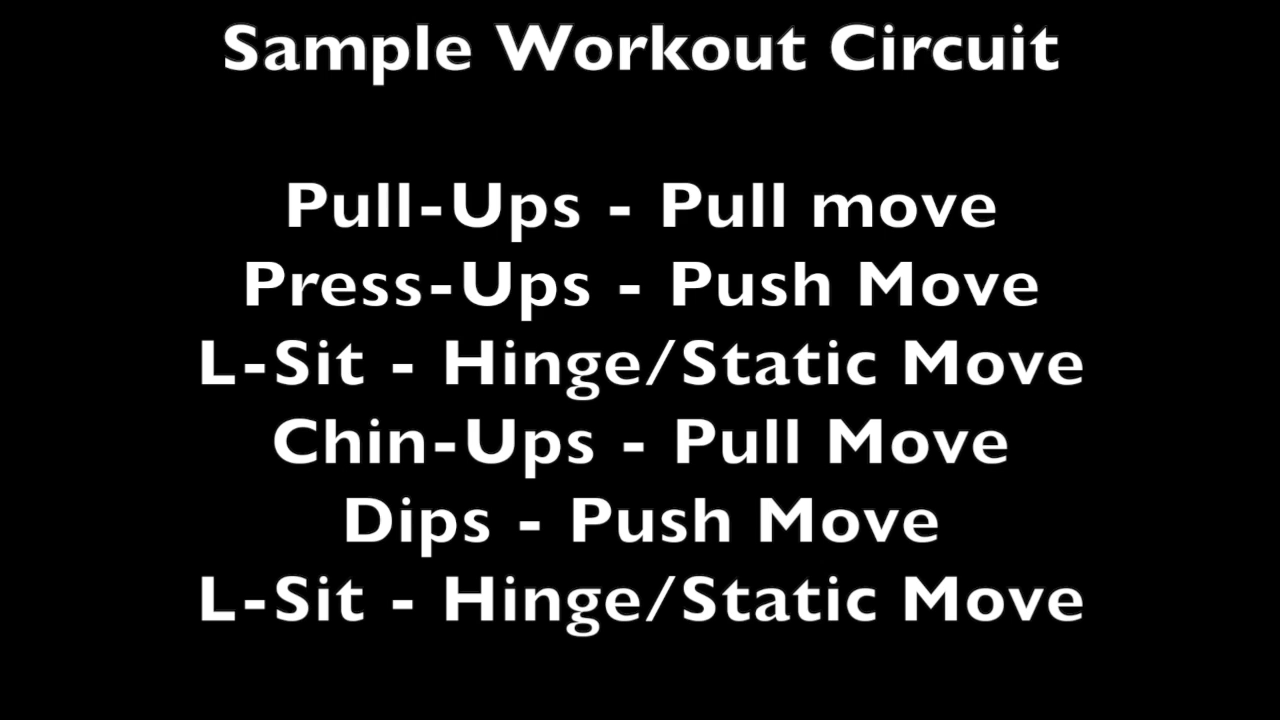 Sample Workout Circuit
Pull-Ups - Pull move
Press-Ups - Push Move
L-Sit - Hinge/Static Move
Chin-Ups - Pull Move
Dips - Push Move
L-Sit - Hinge/Static Move